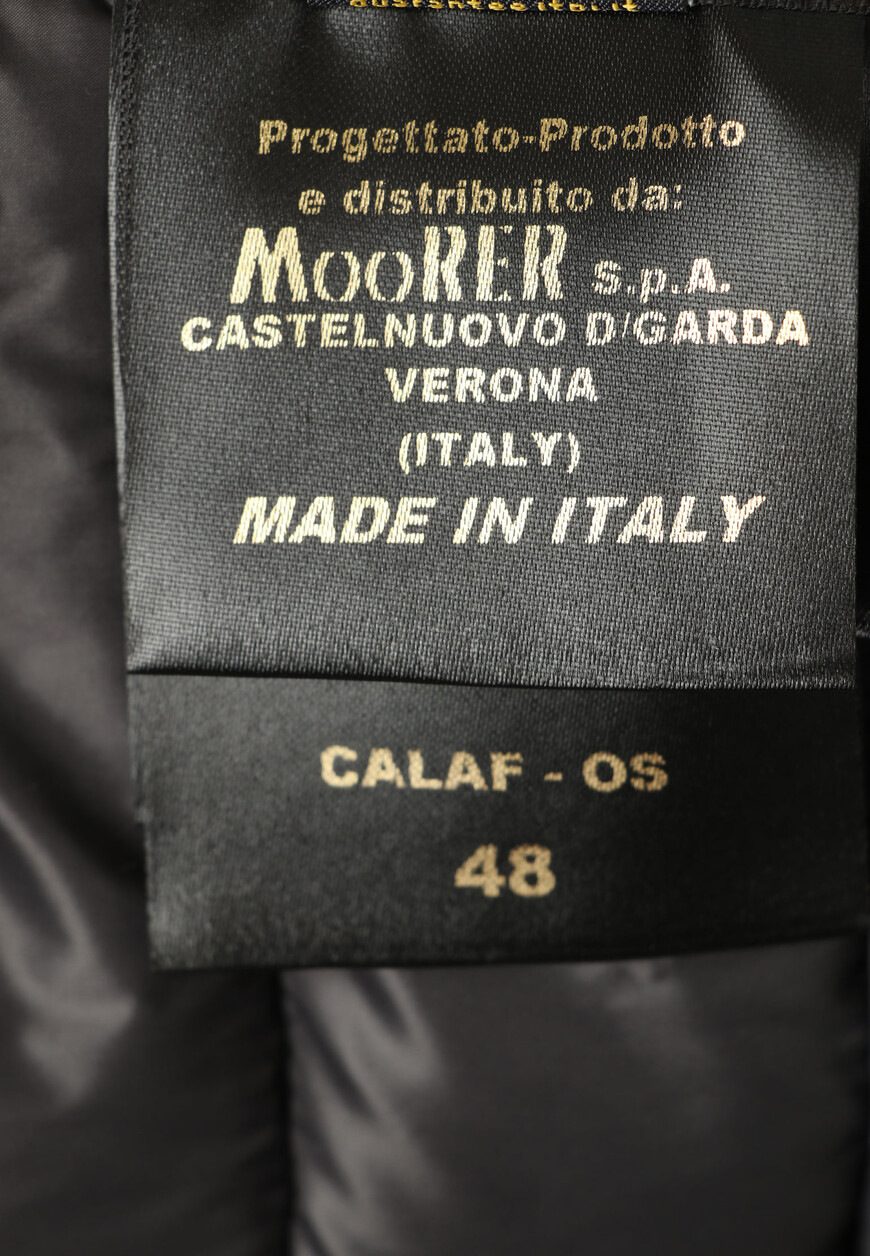 Progettato-Prodotto
e distribuito da:
MOORER S.p.A.
CASTELNUOVO D/GARDA
VERONA
(ITALY)
MADE IN ITALY
CALAF - OS
48